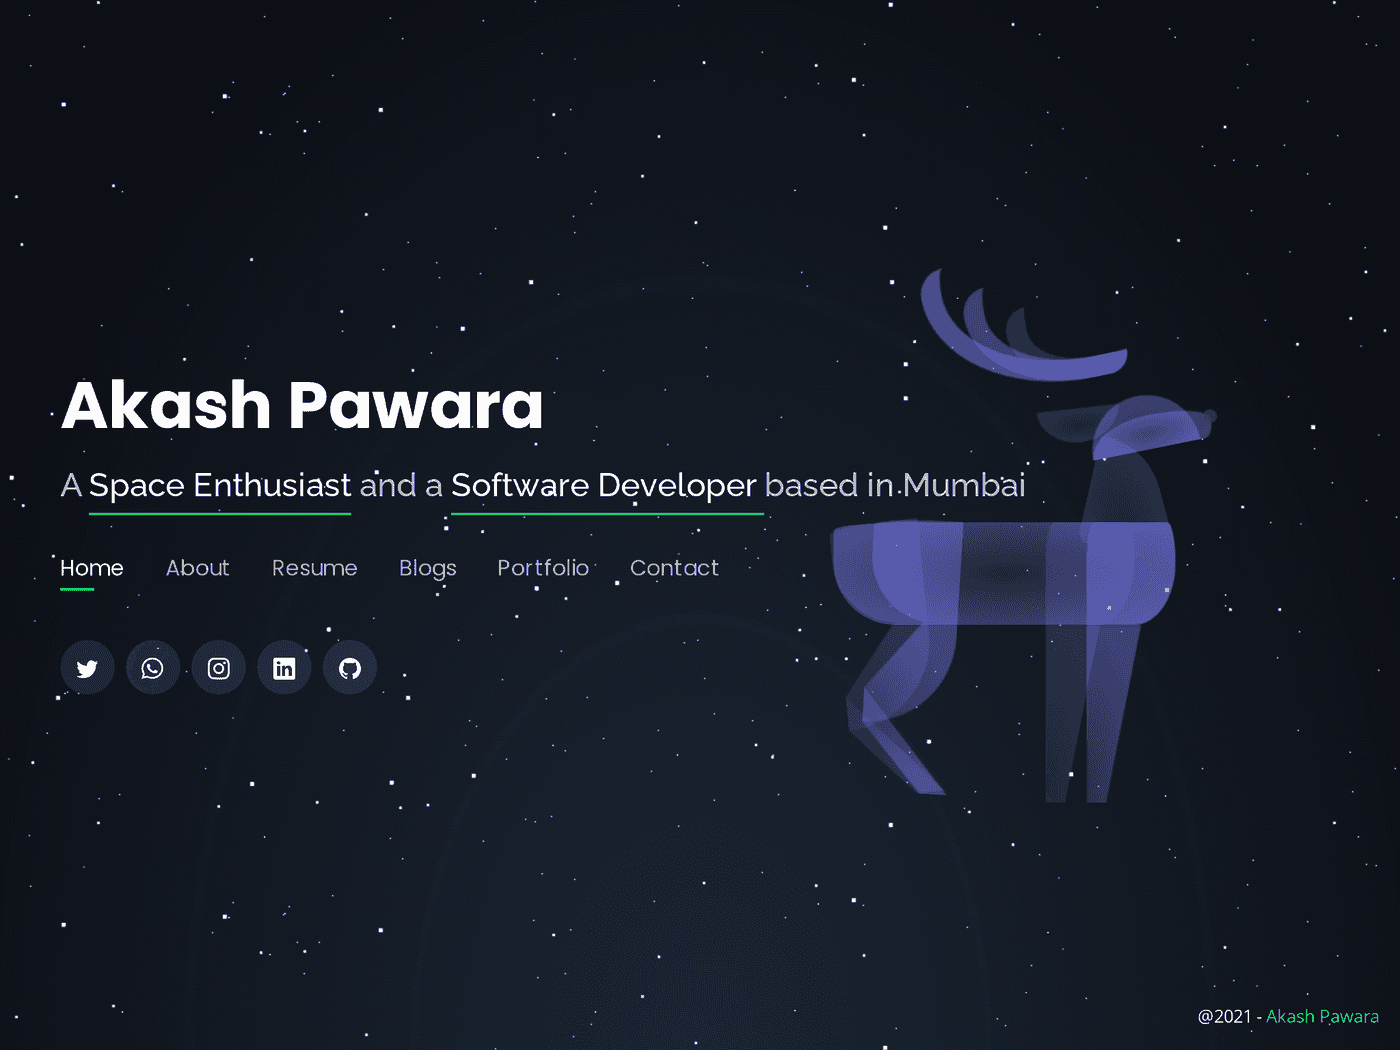 Akash Pawara
A Space Enthusiast and a Software Developer based in Mumbai
Home About Resume Blogs Portfolio Contact
in
@2021 - Akash Pawara